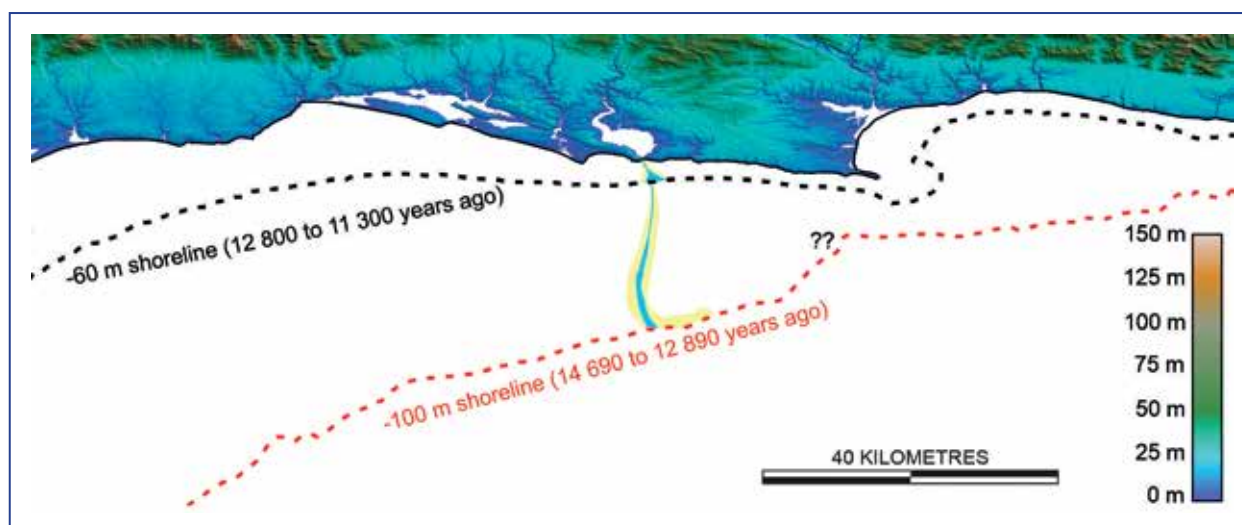 -60 m shoreline (12 800 to 11 300 years ago)
??
-100 m shoreline (14 690 to 12 890 years ago)
40 KILOMETRES
150 m
125 m
100 m
75 m
50 m
25 m
0 m